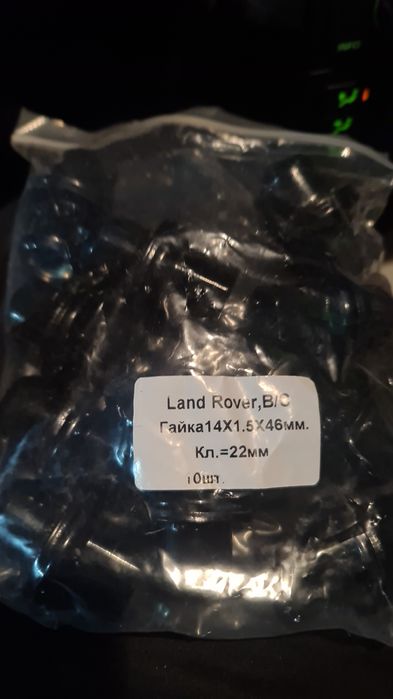 Land Rover,B/C
Гайка14X1.5X46мм.
Кл.=22мм
10шт.